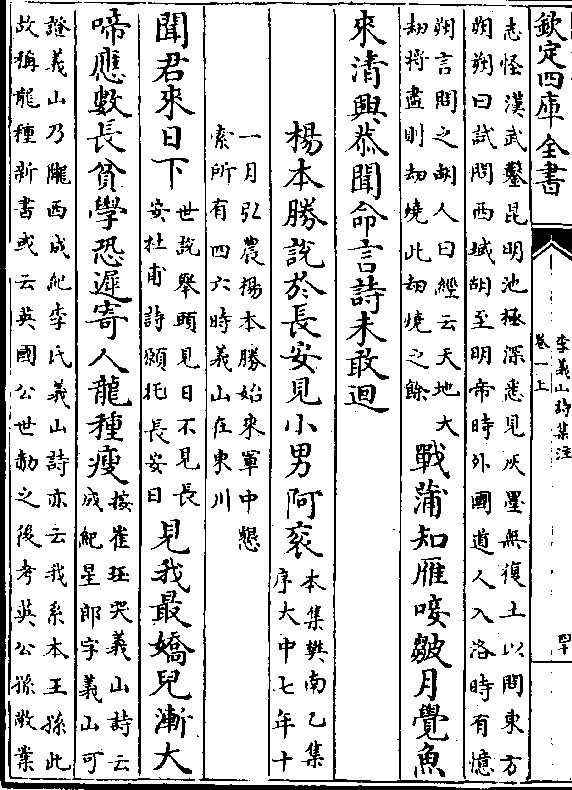 欽定四庫全書
李義山詩集注
卷一上
志怪漢武鑿昆明池極深悉見灰墨無復土以問東方
朔朔曰試問西域胡至明帝時外國道人入洛時有憶
朔言問之胡人曰經云天地大
劫將盡則劫燒此劫燒之餘
戰蒲知雁唼皺月覺魚
來清興恭聞命言詩未敢迴
楊本勝說於長安見小男阿衮
本集樊南乙集
序大中七年十
一月弘農楊本勝始來軍中懇
索所有四六時義山在東川
聞君來日下
世說舉頭見日不見長
安杜甫詩願托長安日
見我最嬌兒漸大
啼應數長貧學恐遲寄人龍種瘦
按崔珏哭義山詩云
成紀星郎字義山可
證義山乃隴西成紀李氏義山詩亦云我系本王孫此
故稱龍種新書或云英國公世勣之後考英公孫敬業